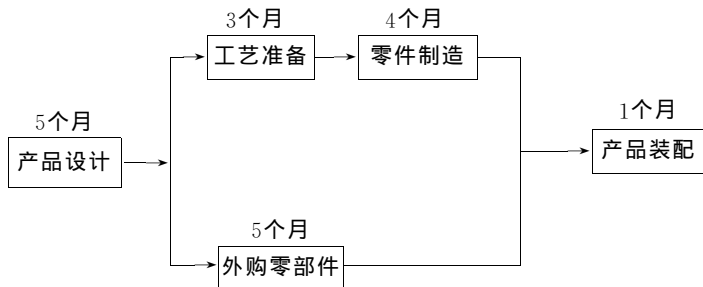 3个月
4个月
工艺准备
零件制造
5个月
1个月
产品设计
产品装配
5个月
外购零部件